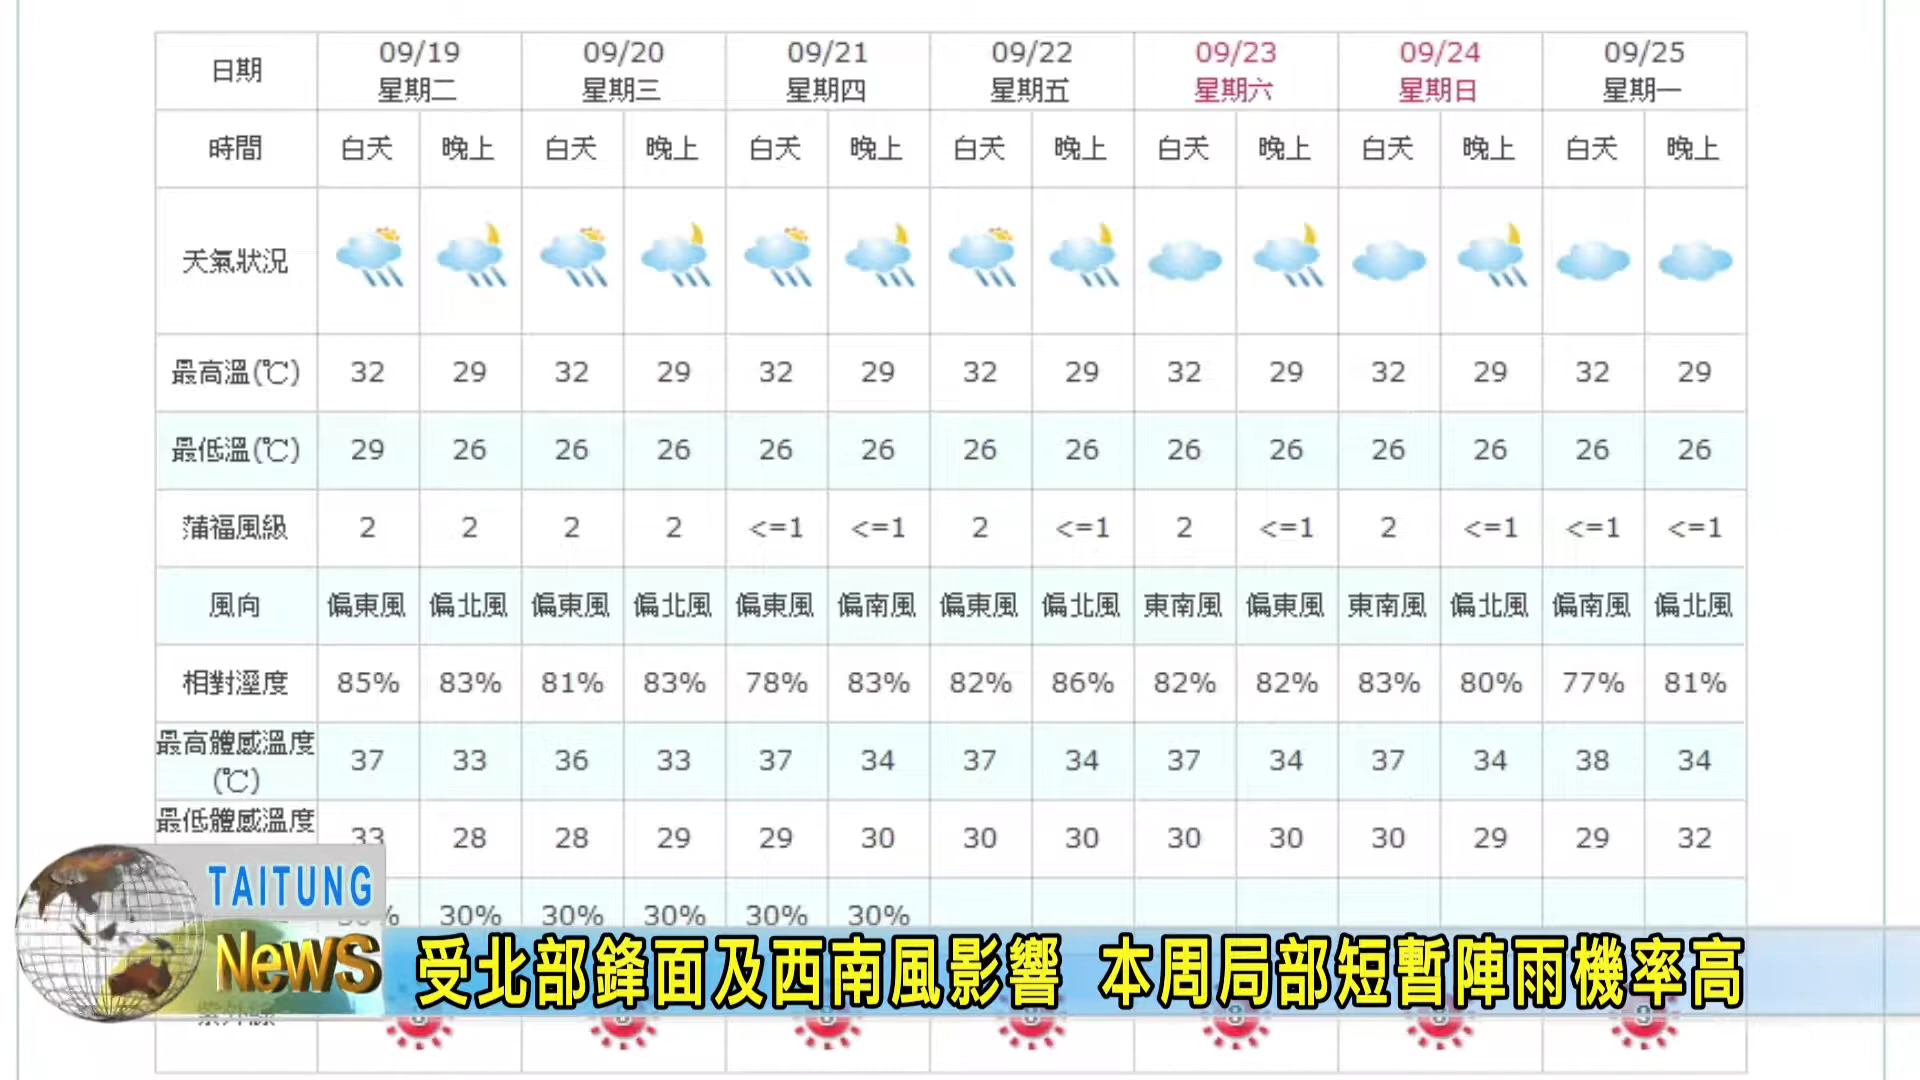 日期 09/19 09/20 09/21 09/22 09/23 09/24 09/25
星期二 星期三 星期四 星期五 星期六 星期日 星期一
時間 白天 晚上 白天 晚上 白天 晚上 白天 晚上 白天 晚上 白天 晚上 白天 晚上
天氣狀況
最高溫(℃) 32 29 32 29 32 29 32 29 32 29 32 29 32 29
最低溫(℃) 29 26 26 26 26 26 26 26 26 26 26 26 26 26
蒲福風級 2 2 2 2 <=1 <=1 2 <=1 2 <=1 2 <=1 <=1 <=1
風向 偏東風 偏北風 偏東風 偏北風 偏東風 偏南風 偏東風 偏北風 東南風 偏東風 東南風 偏北風 偏南風 偏北風
相對溼度 85% 83% 81% 83% 78% 83% 82% 86% 82% 82% 83% 80% 77% 81%
最高體感溫度
(℃) 37 33 36 33 37 34 37 34 37 34 37 34 38 34
最低體感溫度
33 28 28 29 29 30 30 30 30 30 30 29 29 32
30% 30% 30% 30% 30%
TAITUNG
News
受北部鋒面及西南風影響 本周局部短暫陣雨機率高